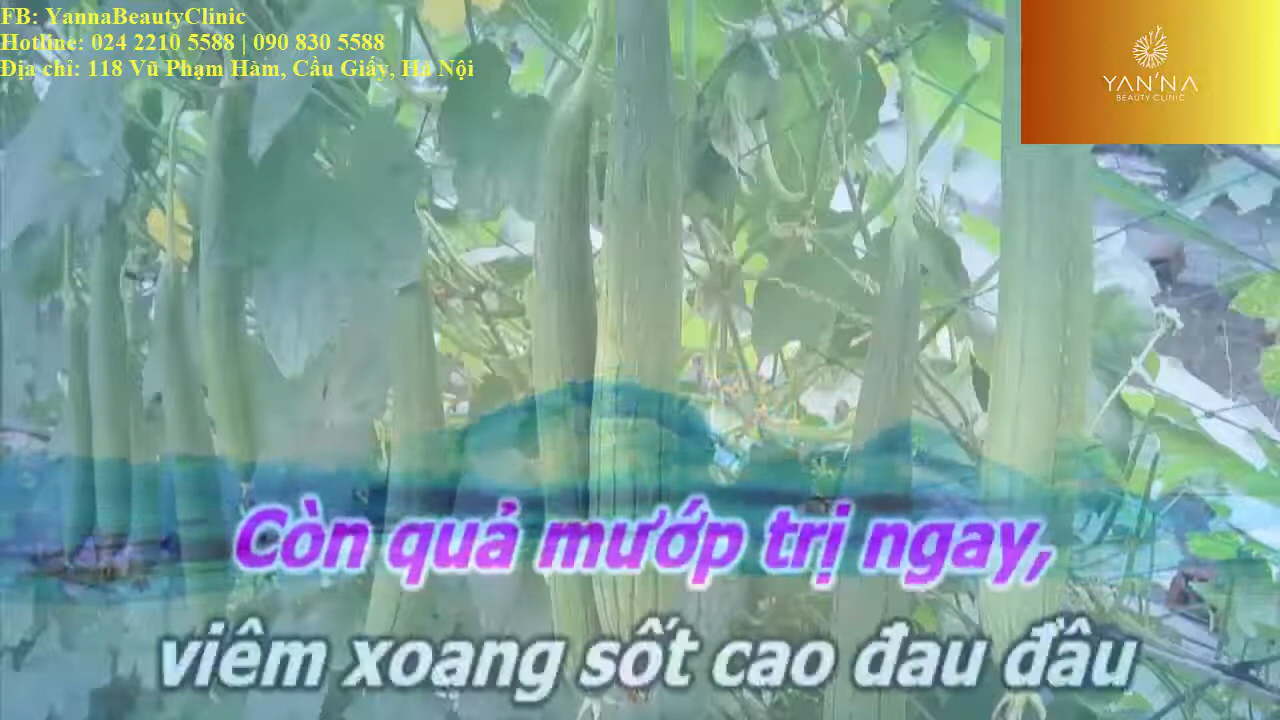 FB: YannaBeautyClinic
Hotline: 024 2210 5588 | 090 830 5588
Địa chỉ: 118 Vũ Phạm Hàm, Cầu Giấy, Hà Nội
YAN'NA
BEAUTY CLINIC
Còn quả mướp trị ngay,
viêm xoang sốt cao đau đầu